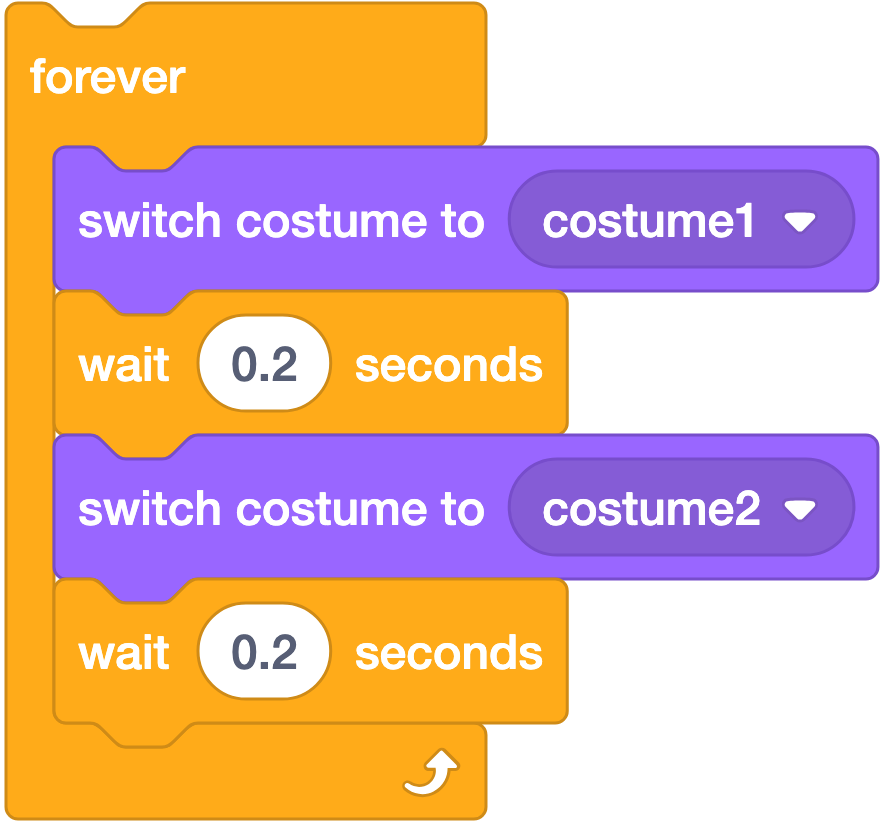 forever
switch costume to costume1
wait 0.2 seconds
switch costume to costume2
wait 0.2 seconds